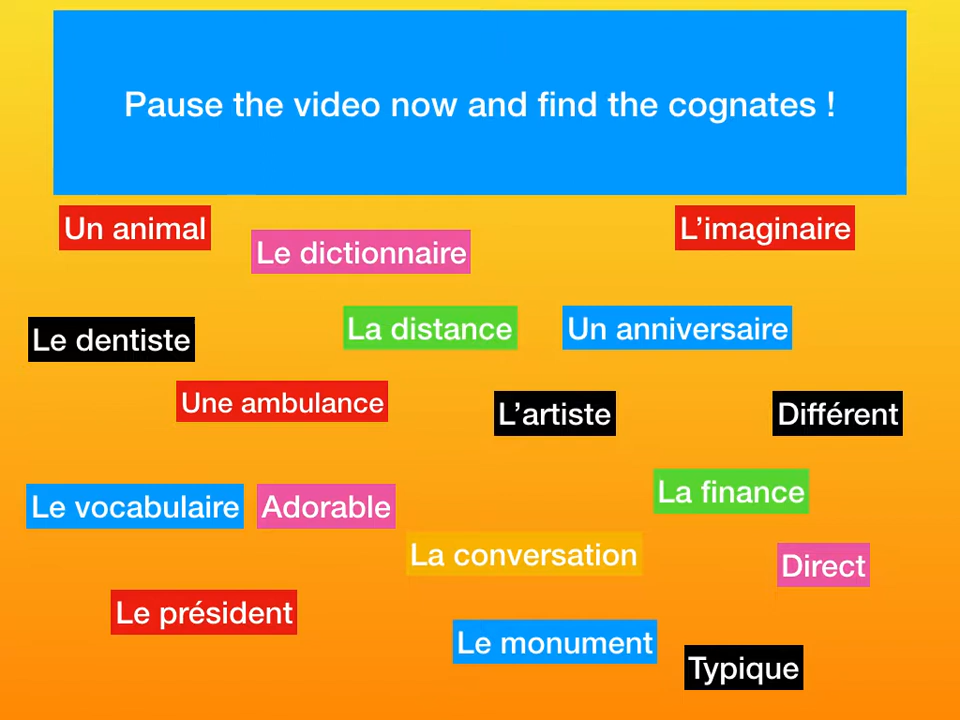 Pause the video now and find the cognates !
Un animal
L’imaginaire
Le dictionnaire
Le dentiste
La distance
Un anniversaire
Une ambulance
L’artiste
Différent
Le vocabulaire
Adorable
La finance
La conversation
Direct
Le président
Le monument
Typique